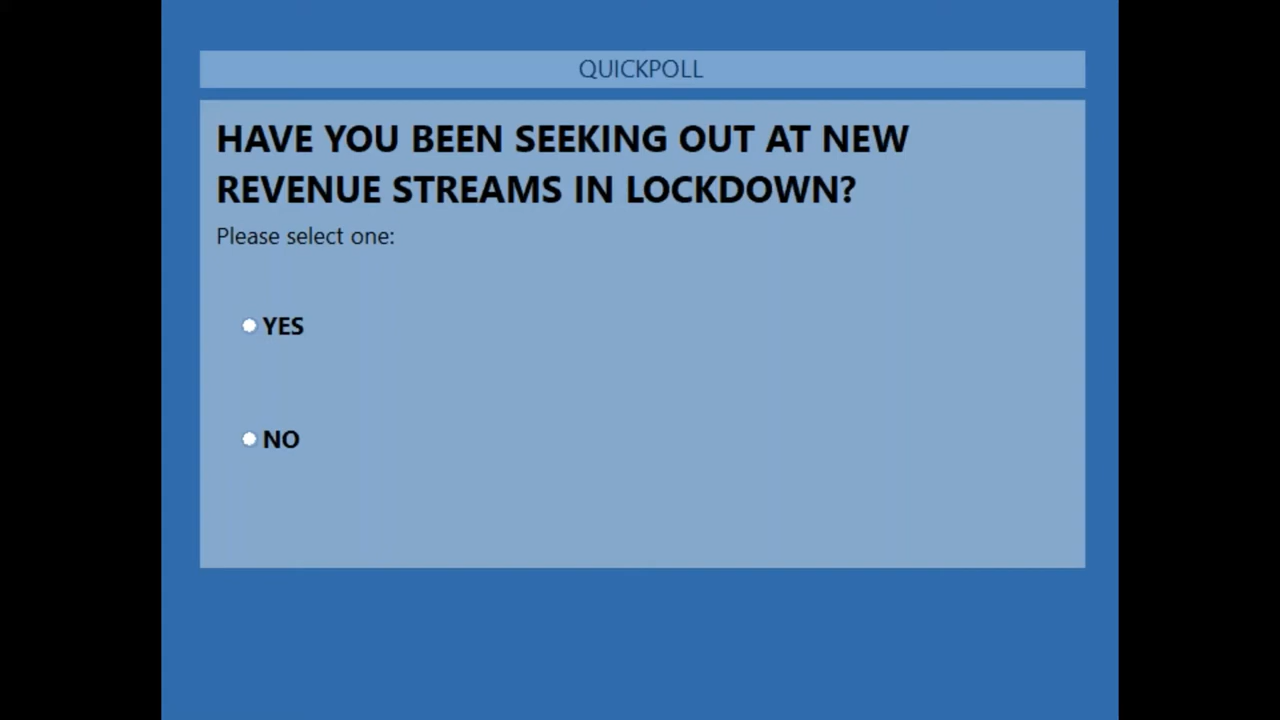 QUICKPOLL
HAVE YOU BEEN SEEKING OUT AT NEW
REVENUE STREAMS IN LOCKDOWN?
Please select one:
YES
NO